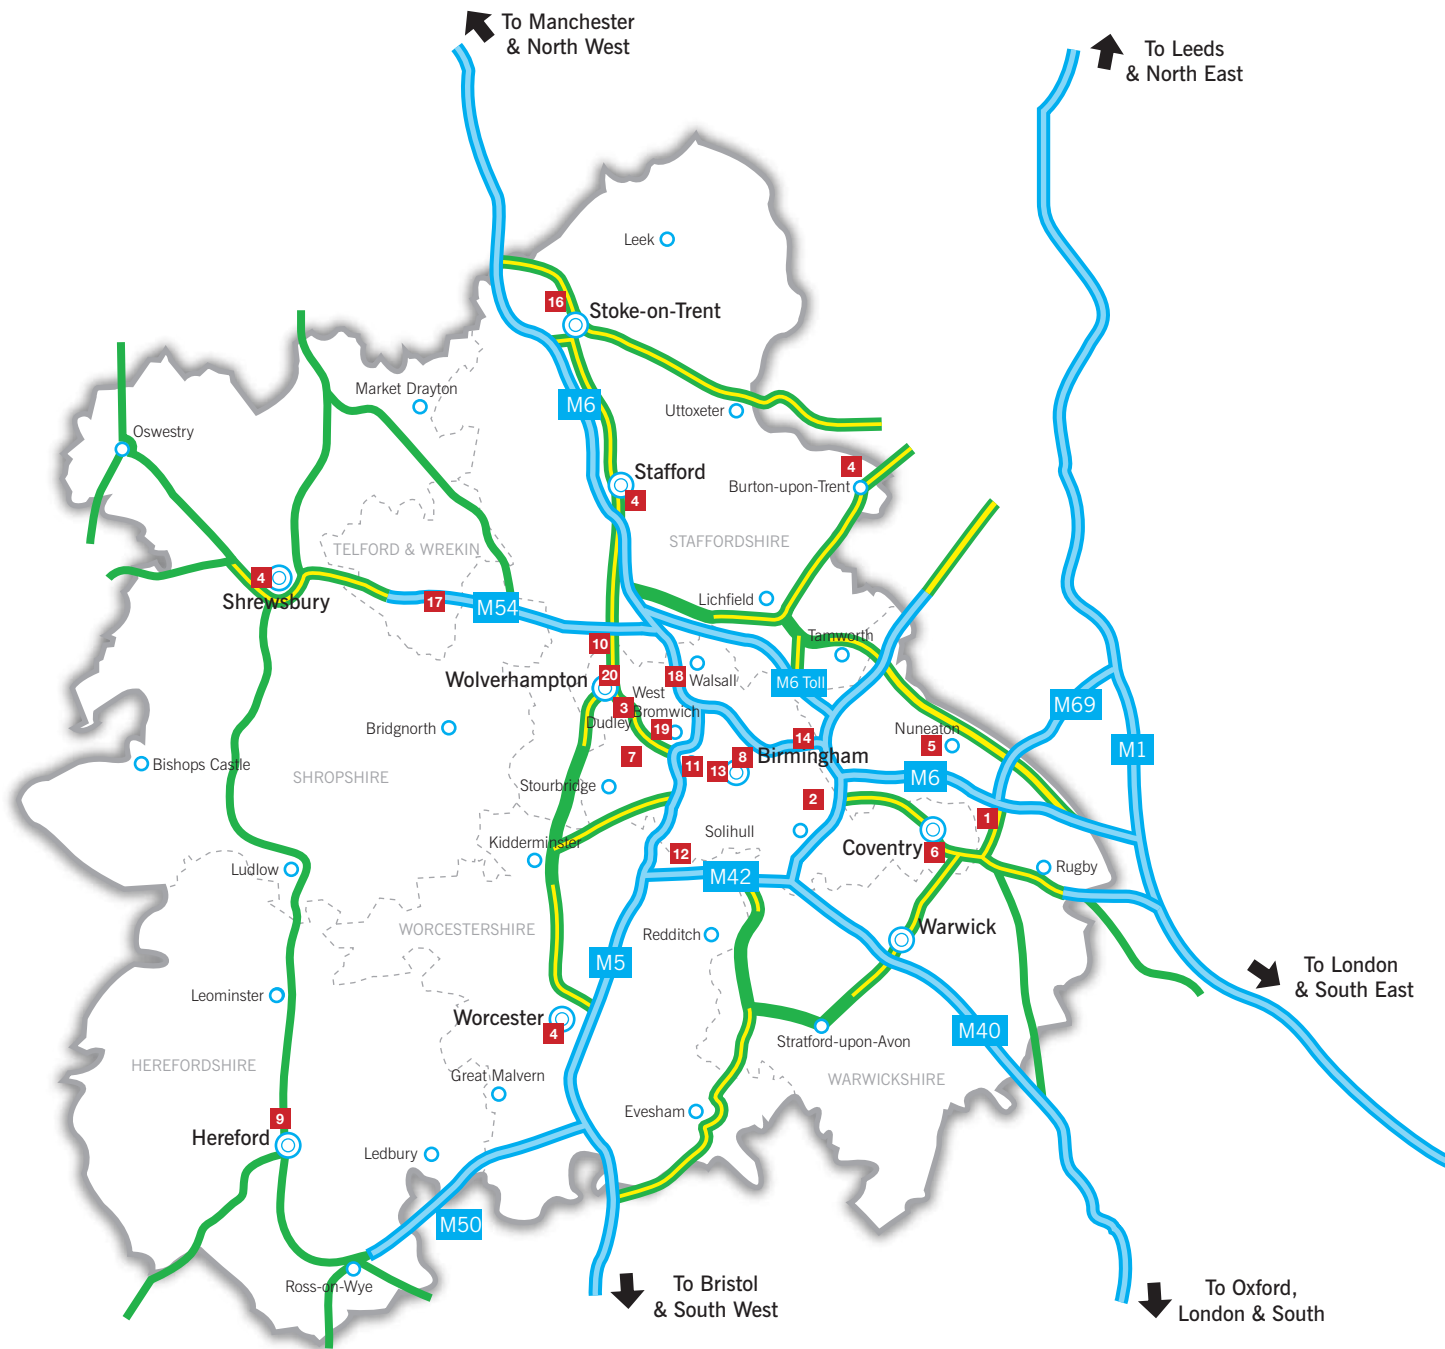 To Manchester
& North West
To Leeds
& North East
Leek
16
Stoke-on-Trent
Market Drayton
M6
Uttoxeter
Oswestry
Stafford
4
4
Burton-upon-Trent
STAFFORDSHIRE
TELFORD & WREKIN
4
Shrewsbury
17
M54
Lichfield
Tamworth
10
Wolverhampton
20
18
Walsall
M6 Toll
West
Bromwich
3
Dudley
19
M69
Nuneaton
5
M1
Bridgnorth
14
Birmingham
7
11
13
8
Bishops Castle
SHROPSHIRE
M6
Stourbridge
2
Solihull
1
Kidderminster
Coventry
6
12
Ludlow
M42
Rugby
WORCESTERSHIRE
Redditch
Warwick
M5
To London
& South East
Leominster
Worcester
4
M40
Stratford-upon-Avon
HEREFORDSHIRE
Great Malvern
WARWICKSHIRE
9
Evesham
Hereford
Ledbury
M50
Ross-on-Wye
To Bristol
& South West
To Oxford,
London & South